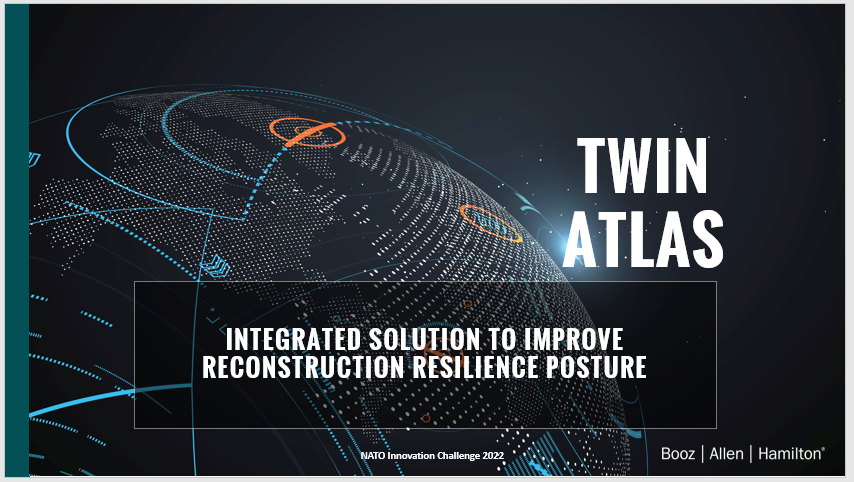 TWIN
ATLAS
INTEGRATED SOLUTION TO IMPROVE
RECONSTRUCTION RESILIENCE POSTURE
NATO Innovation Challenge 2022
Booz | Allen | Hamilton®